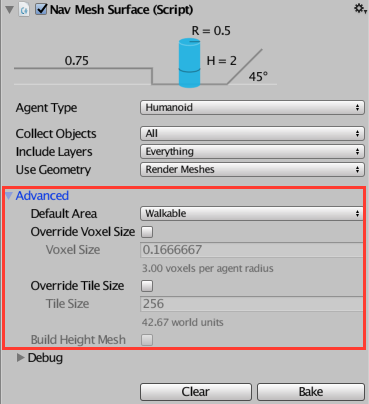 Nav Mesh Surface (Script)
R = 0.5
0.75
H = 2
45°
Agent Type Humanoid
Collect Objects All
Include Layers Everything
Use Geometry Render Meshes
Advanced
Default Area Walkable
Override Voxel Size
Voxel Size 0.1666667
3.00 voxels per agent radius
Override Tile Size
Tile Size 256
42.67 world units
Build Height Mesh
Debug
Clear Bake